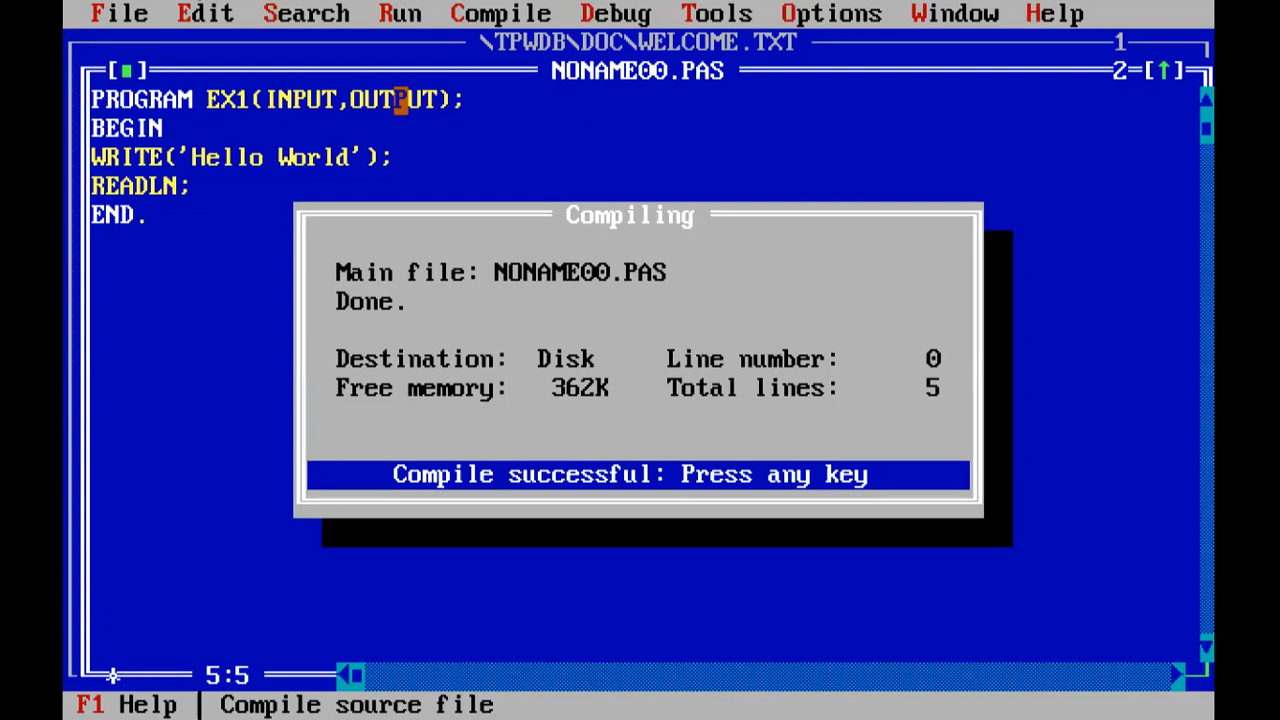 File Edit Search Run Compile Debug Tools Options Window Help
\TPWDB\DOC\WELCOME.TXT 1
[■] NONAME00.PAS 2=[↑]
PROGRAM EX1(INPUT,OUTPUT);
BEGIN
WRITE('Hello World');
READLN;
END.
Compiling
Main file: NONAME00.PAS
Done.
Destination: Disk Line number: 0
Free memory: 362K Total lines: 5
Compile successful: Press any key
5:5
F1 Help | Compile source file